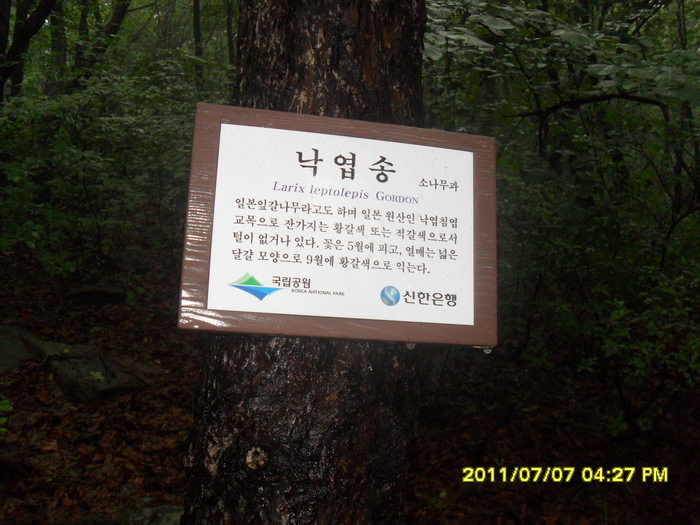 낙엽송 소나무과
Larix leptolepis GORDON
일본잎갈나무라고도 하며 일본 원산인 낙엽침엽
교목으로 잔가지는 황갈색 또는 적갈색으로서
털이 없거나 있다. 꽃은 5월에 피고, 열매는 넓은
달걀 모양으로 9월에 황갈색으로 익는다.
국립공원
KOREA NATIONAL PARK
신한은행
2011/07/07 04:27 PM